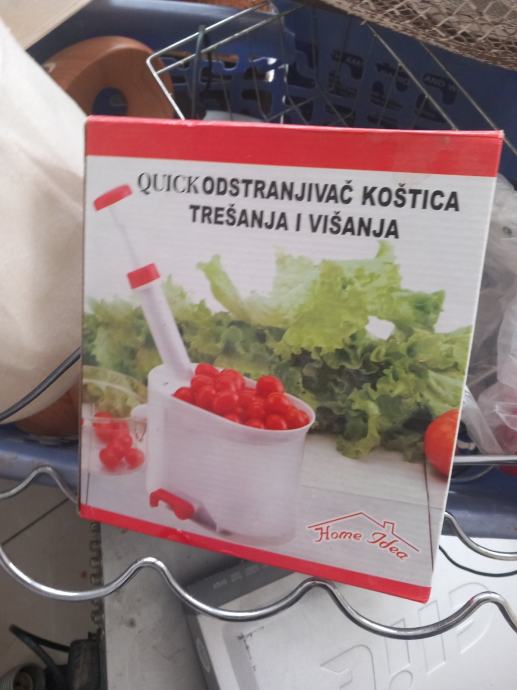 QUICK ODSTRANJIVAČ KOŠTICA
TREŠANJA I VIŠANJA
Home Idea